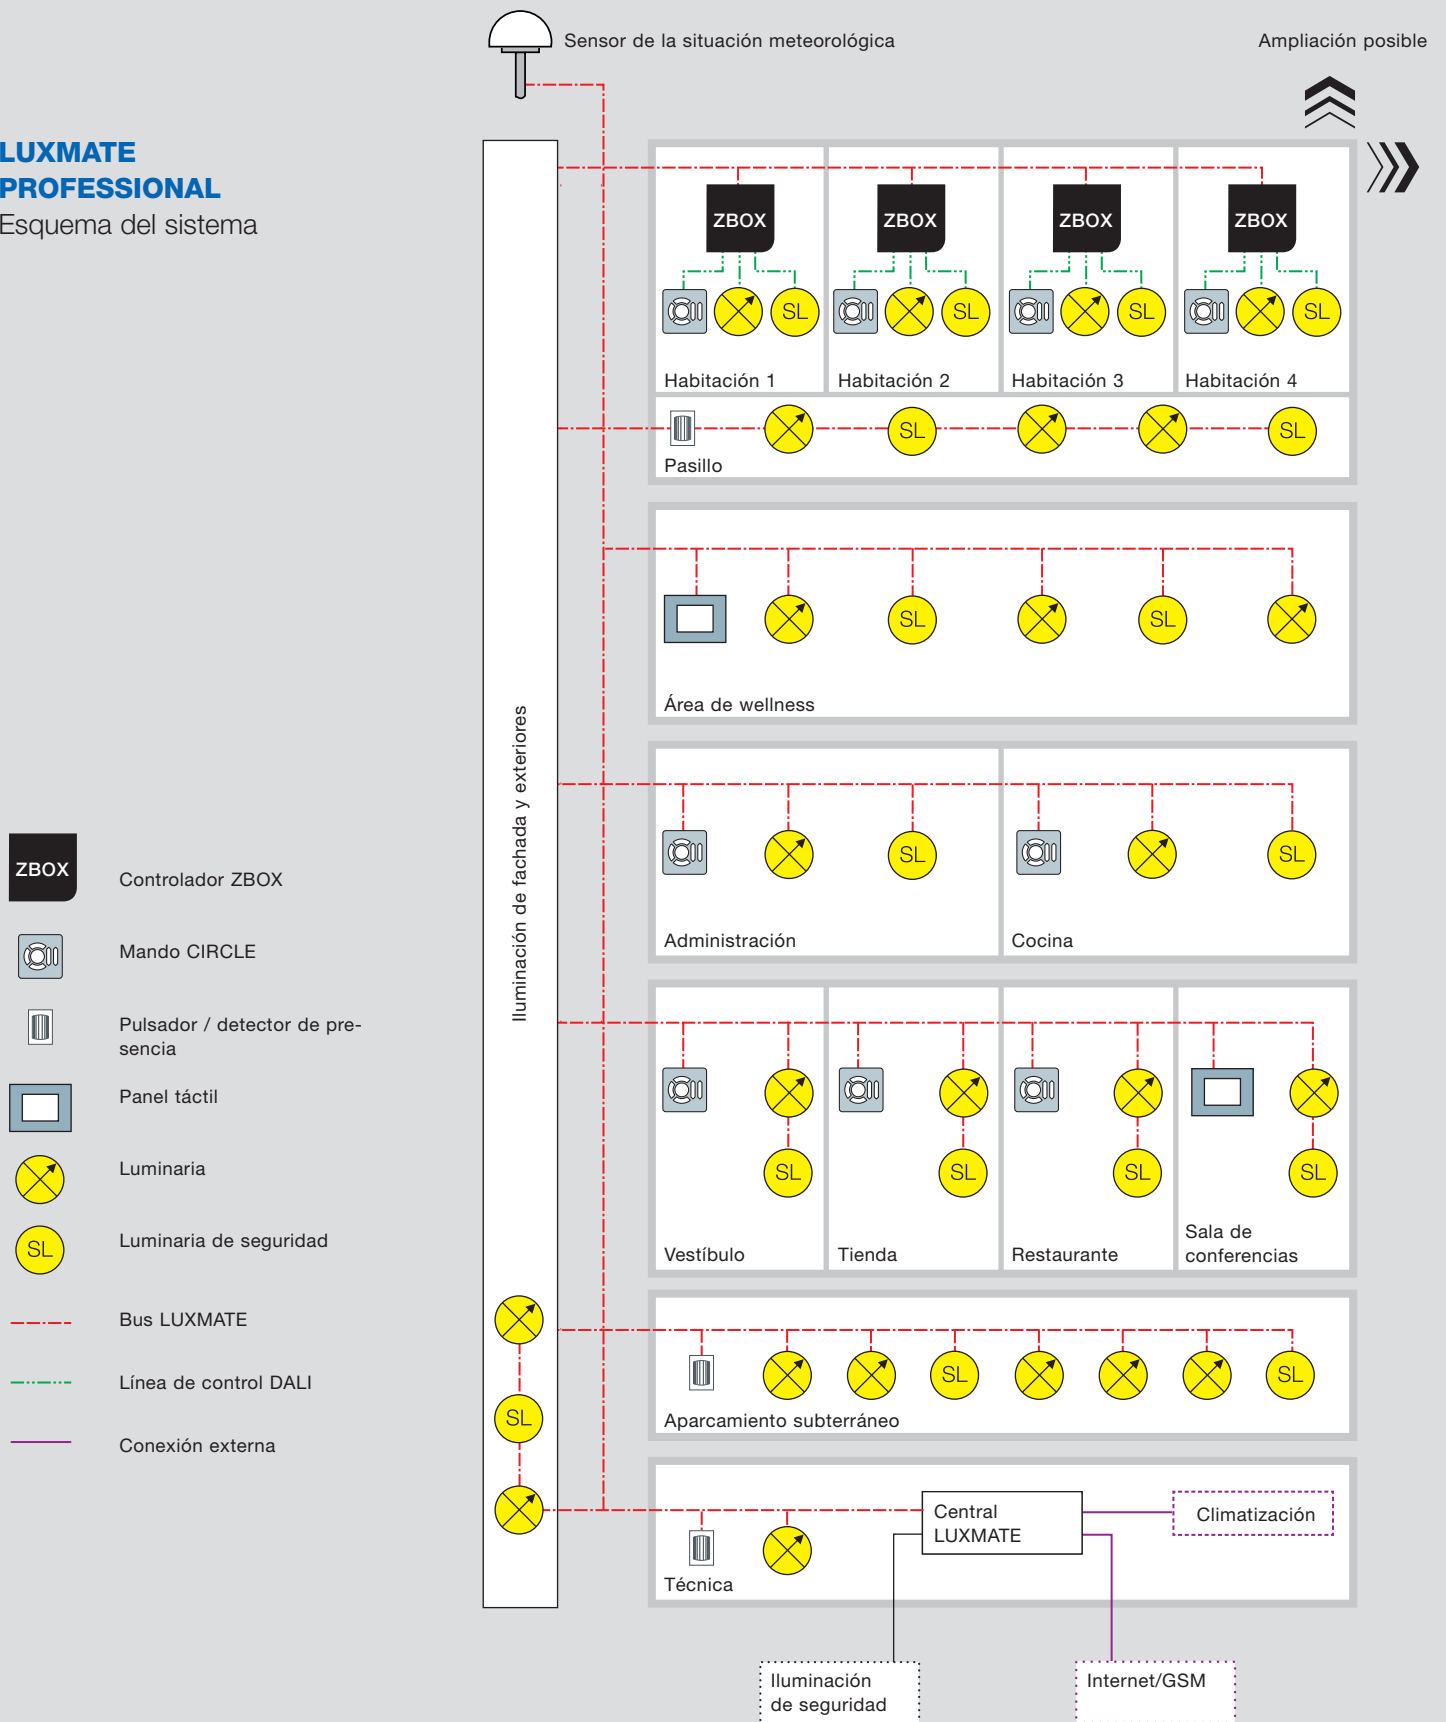 Sensor de la situación meteorológica
Ampliación posible
LUXMATE
PROFESSIONAL
Esquema del sistema
ZBOX
ZBOX
ZBOX
ZBOX
SL
SL
SL
SL
Habitación 1
Habitación 2
Habitación 3
Habitación 4
SL
SL
Pasillo
SL
SL
Área de wellness
Iluminación de fachada y exteriores
SL
SL
Administración
Cocina
SL
SL
SL
SL
Vestíbulo
Tienda
Restaurante
Sala de
conferencias
SL
SL
Aparcamiento subterráneo
SL
Central
LUXMATE
Climatización
Técnica
Iluminación
de seguridad
Internet/GSM
ZBOX
Controlador ZBOX
Mando CIRCLE
Pulsador / detector de pre-
sencia
Panel táctil
Luminaria
SL
Luminaria de seguridad
Bus LUXMATE
Línea de control DALI
Conexión externa